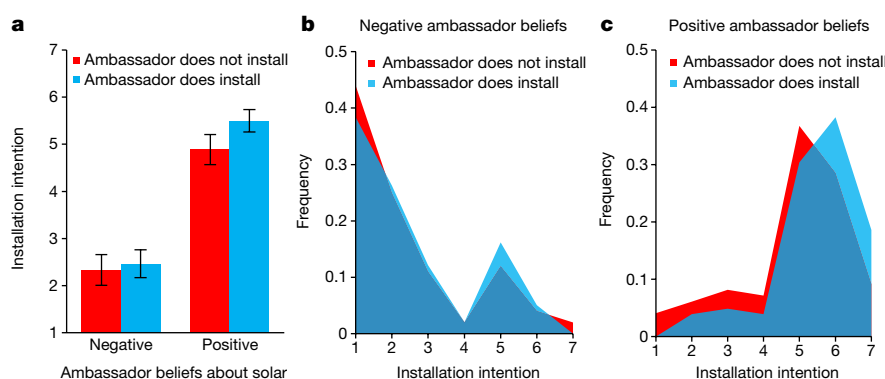 a
7
6
5
4
3
2
1
Installation intention
Ambassador does not install
Ambassador does install
Negative
Positive
Ambassador beliefs about solar
b
Negative ambassador beliefs
0.5
0.4
0.3
0.2
0.1
0
Frequency
Ambassador does not install
Ambassador does install
1 2 3 4 5 6 7
Installation intention
c
Positive ambassador beliefs
0.5
0.4
0.3
0.2
0.1
0
Frequency
Ambassador does not install
Ambassador does install
1 2 3 4 5 6 7
Installation intention